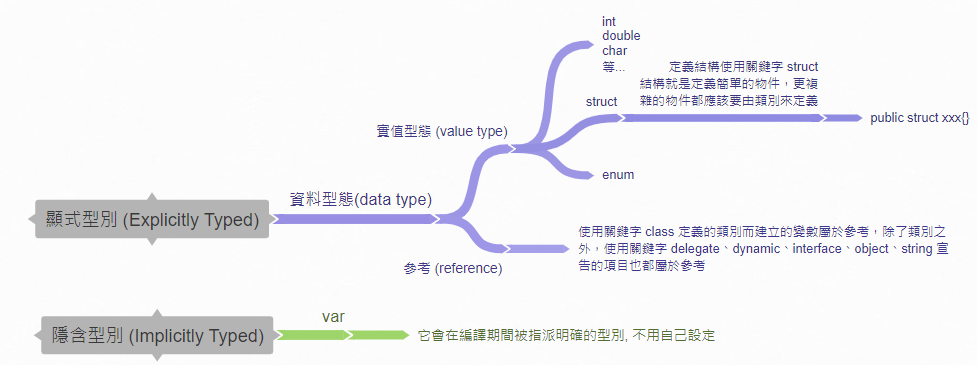 int
double
char
等...
定義結構使用關鍵字 struct
結構就是定義簡單的物件，更複
雜的物件都應該要由類別來定義
struct
public struct xxx{}
實值型態 (value type)
enum
資料型態(data type)
顯式型別 (Explicitly Typed)
使用關鍵字 class 定義的類別而建立的變數屬於參考，除了類別之
外，使用關鍵字 delegate、dynamic、interface、object、string 宣
告的項目也都屬於參考
參考 (reference)
var
隱含型別 (Implicitly Typed)
它會在編譯期間被指派明確的型別, 不用自己設定